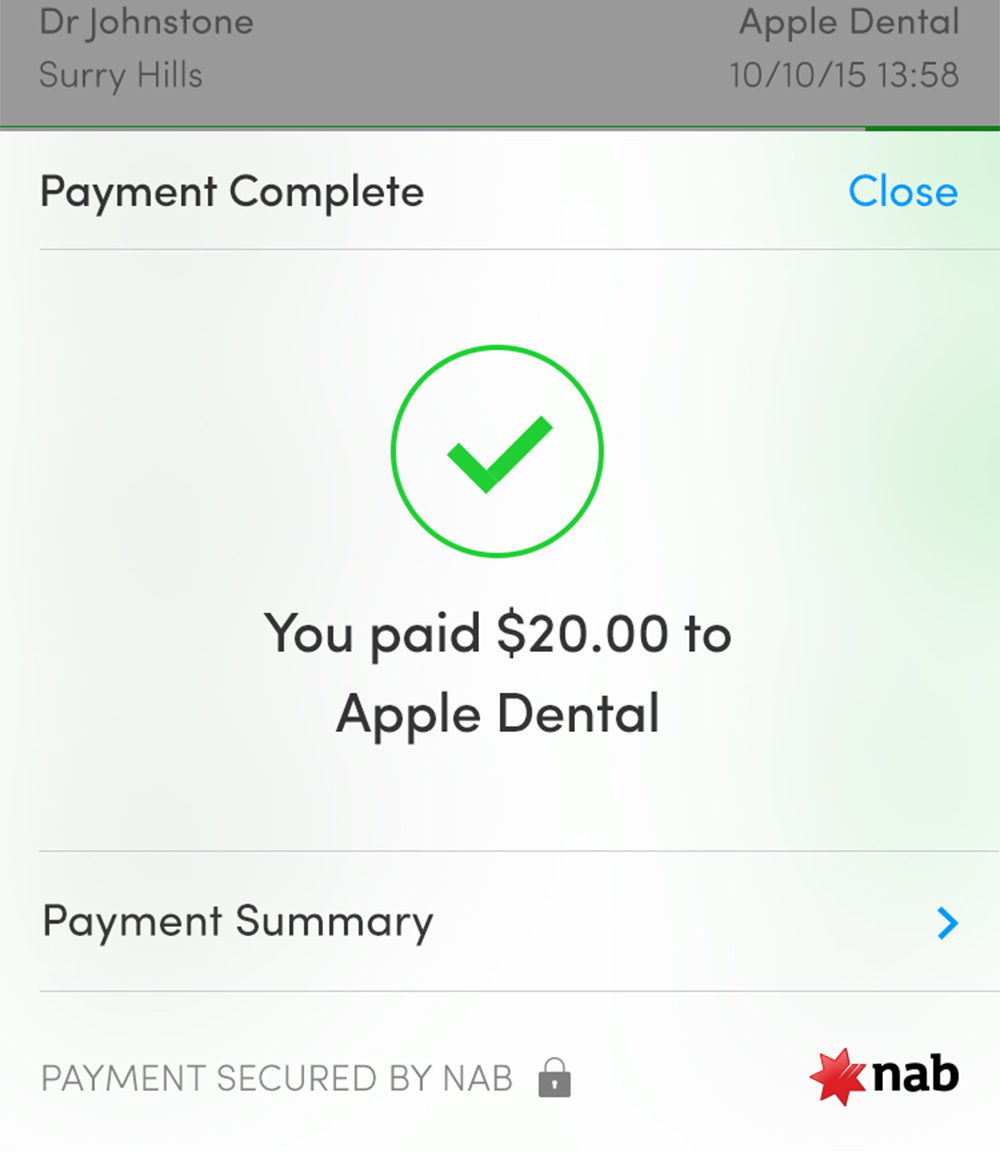 Dr Johnstone Apple Dental
Surry Hills 10/10/15 13:58
Payment Complete Close
You paid $20.00 to
Apple Dental
Payment Summary
PAYMENT SECURED BY NAB nab